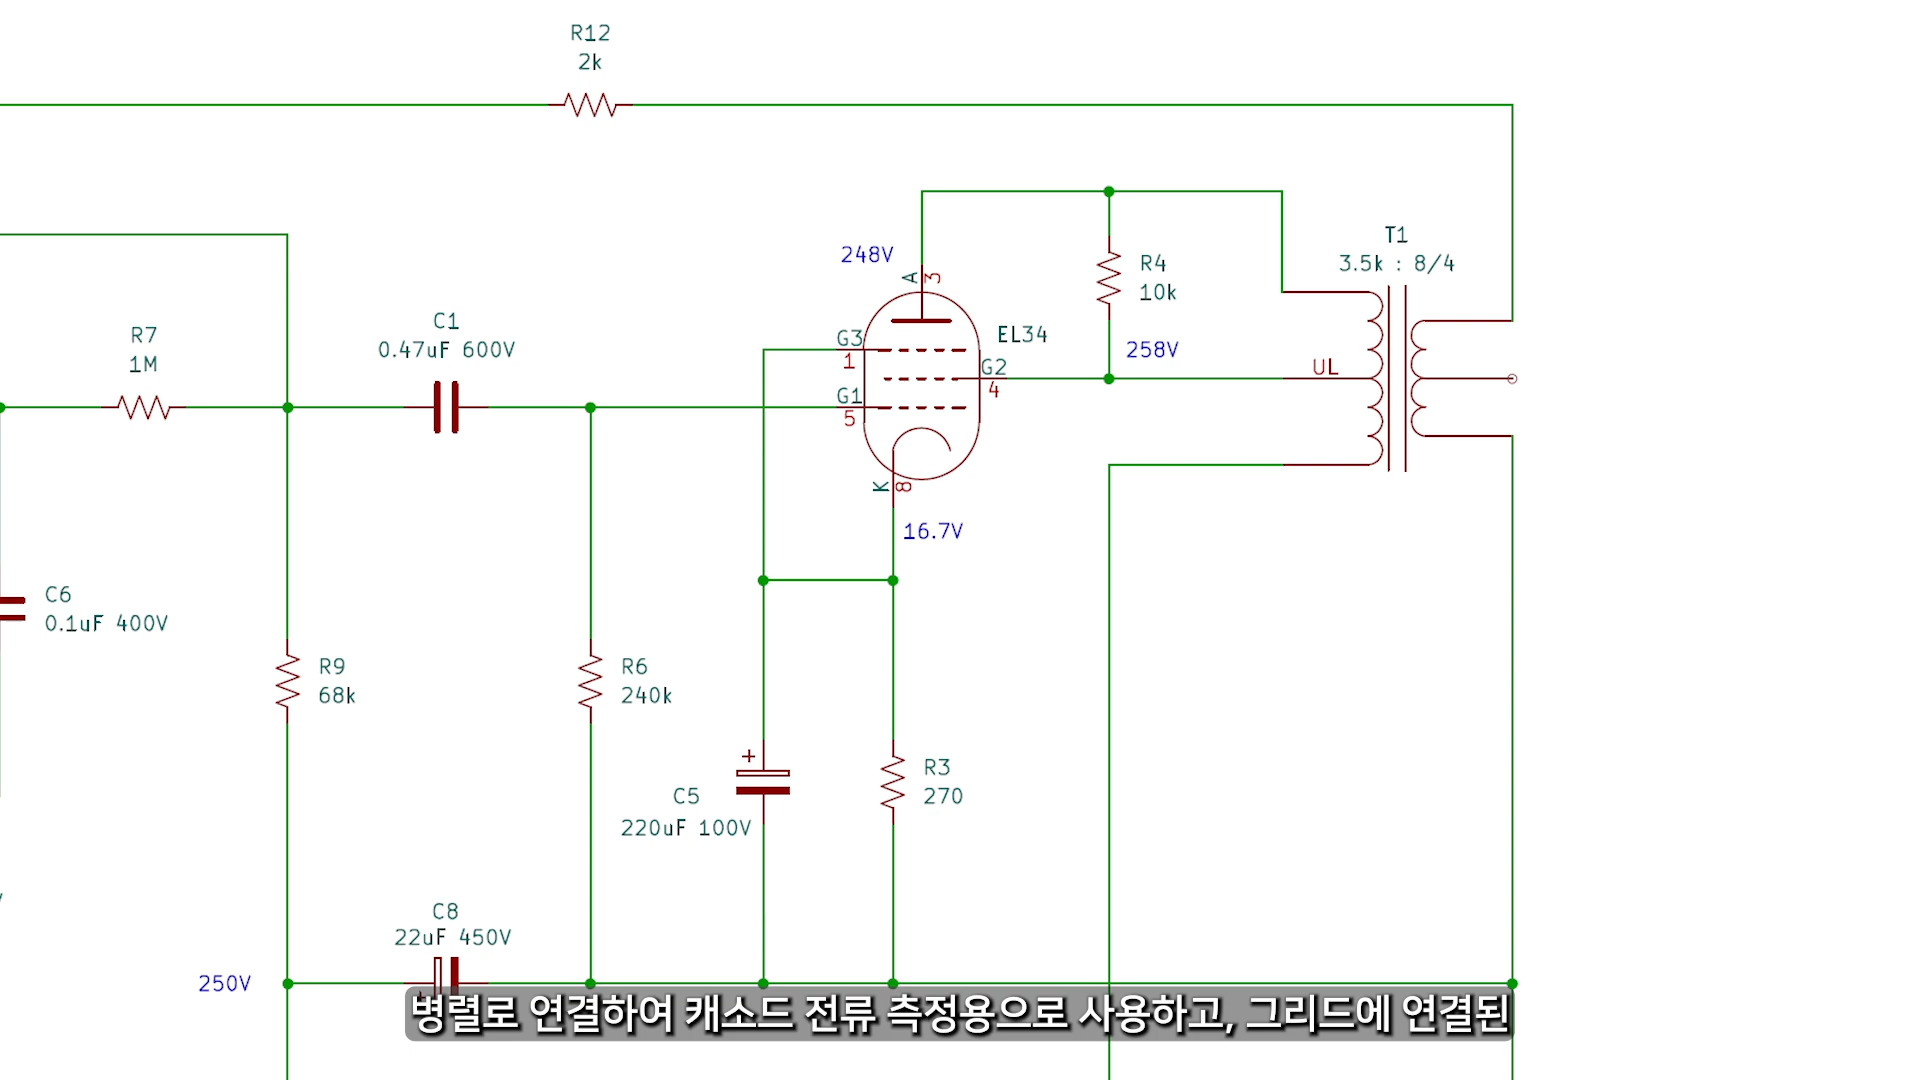 R12
2k
T1
3.5k : 8/4
248V
A
3
R4
10k
R7
1M
C1
0.47uF 600V
G3
1
EL34
258V
G2
4
UL
G1
5
K
8
16.7V
C6
0.1uF 400V
R9
68k
R6
240k
+
C5
220uF 100V
R3
270
C8
22uF 450V
250V
병렬로 연결하여 캐소드 전류 측정용으로 사용하고, 그리드에 연결된